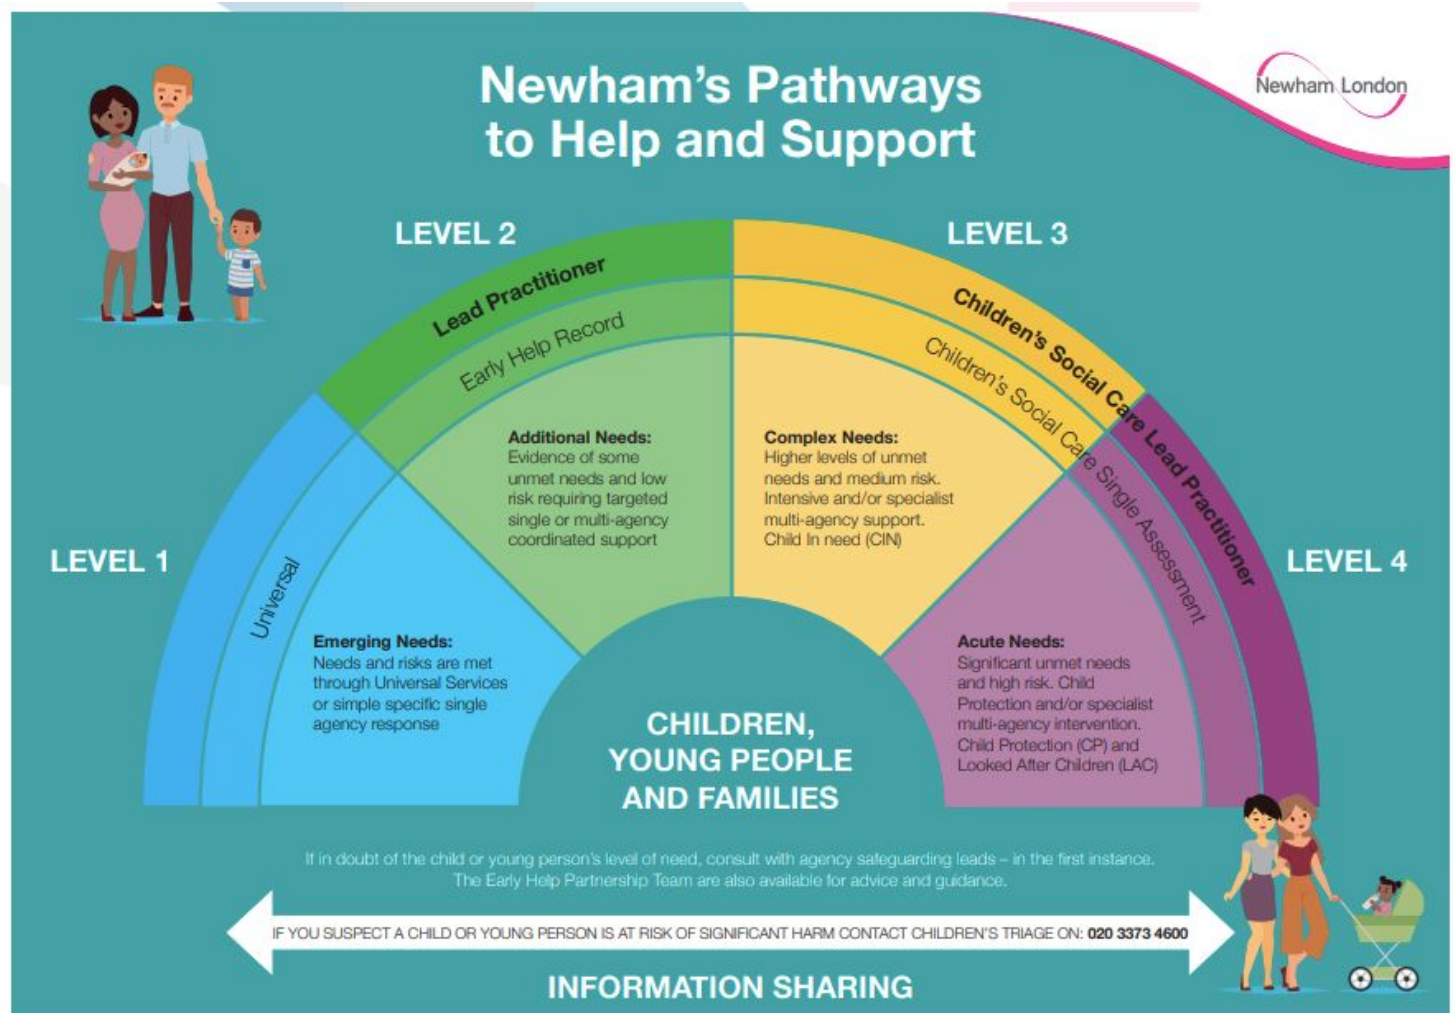 Newham's Pathways
to Help and Support
Newham London
LEVEL 1
Universal
Emerging Needs:
Needs and risks are met
through Universal Services
or simple specific single
agency response
LEVEL 2
Lead Practitioner
Early Help Record
Additional Needs:
Evidence of some
unmet needs and low
risk requiring targeted
single or multi-agency
coordinated support
LEVEL 3
Children's Social Care Lead Practitioner
Children's Social Care Single Assessment
Complex Needs:
Higher levels of unmet
needs and medium risk.
Intensive and/or specialist
multi-agency support.
Child In need (CIN)
LEVEL 4
Acute Needs:
Significant unmet needs
and high risk. Child
Protection and/or specialist
multi-agency intervention.
Child Protection (CP) and
Looked After Children (LAC)
CHILDREN,
YOUNG PEOPLE
AND FAMILIES
If in doubt of the child or young person's level of need, consult with agency safeguarding leads – in the first instance.
The Early Help Partnership Team are also available for advice and guidance.
IF YOU SUSPECT A CHILD OR YOUNG PERSON IS AT RISK OF SIGNIFICANT HARM CONTACT CHILDREN'S TRIAGE ON: 020 3373 4600
INFORMATION SHARING